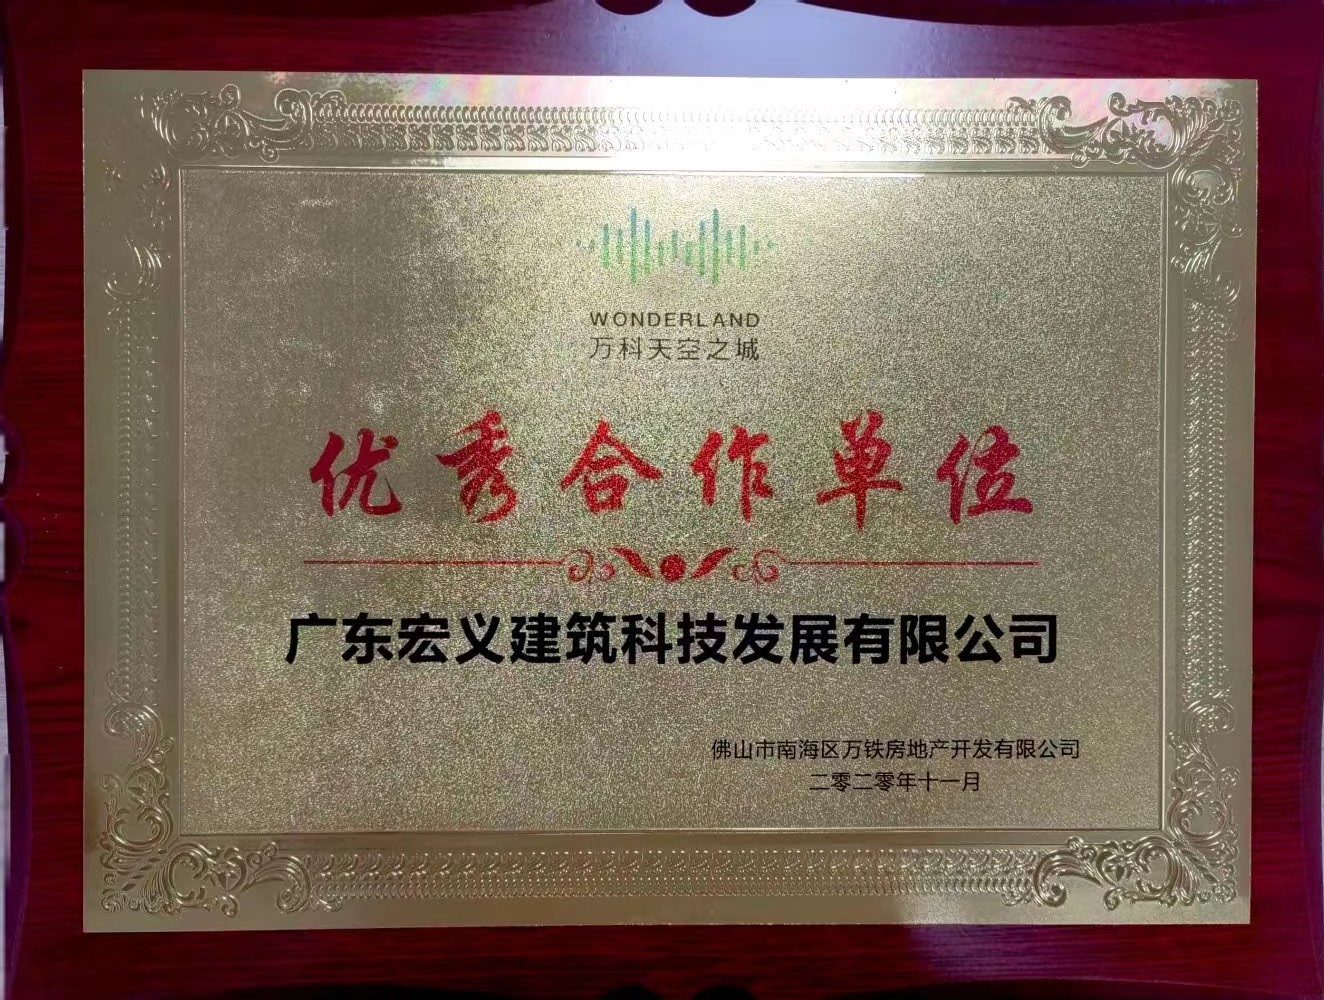 WONDERLAND
万科天空之城
优秀合作单位
广东宏义建筑科技发展有限公司
佛山市南海区万铁房地产开发有限公司
二零二零年十一月